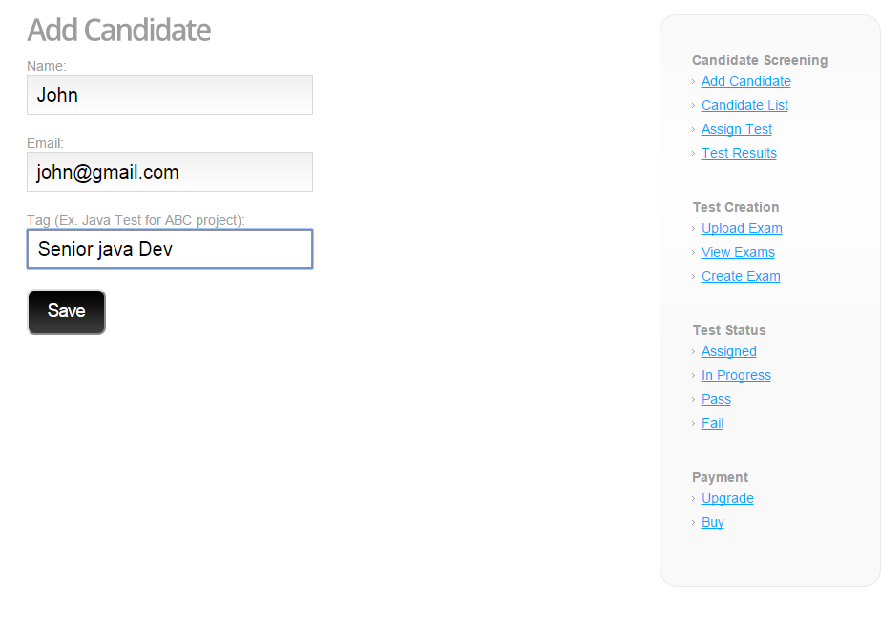 Add Candidate
Name:
John
Email:
john@gmail.com
Tag (Ex. Java Test for ABC project):
Senior java Dev
Save
Candidate Screening
Add Candidate
Candidate List
Assign Test
Test Results
Test Creation
Upload Exam
View Exams
Create Exam
Test Status
Assigned
In Progress
Pass
Fail
Payment
Upgrade
Buy